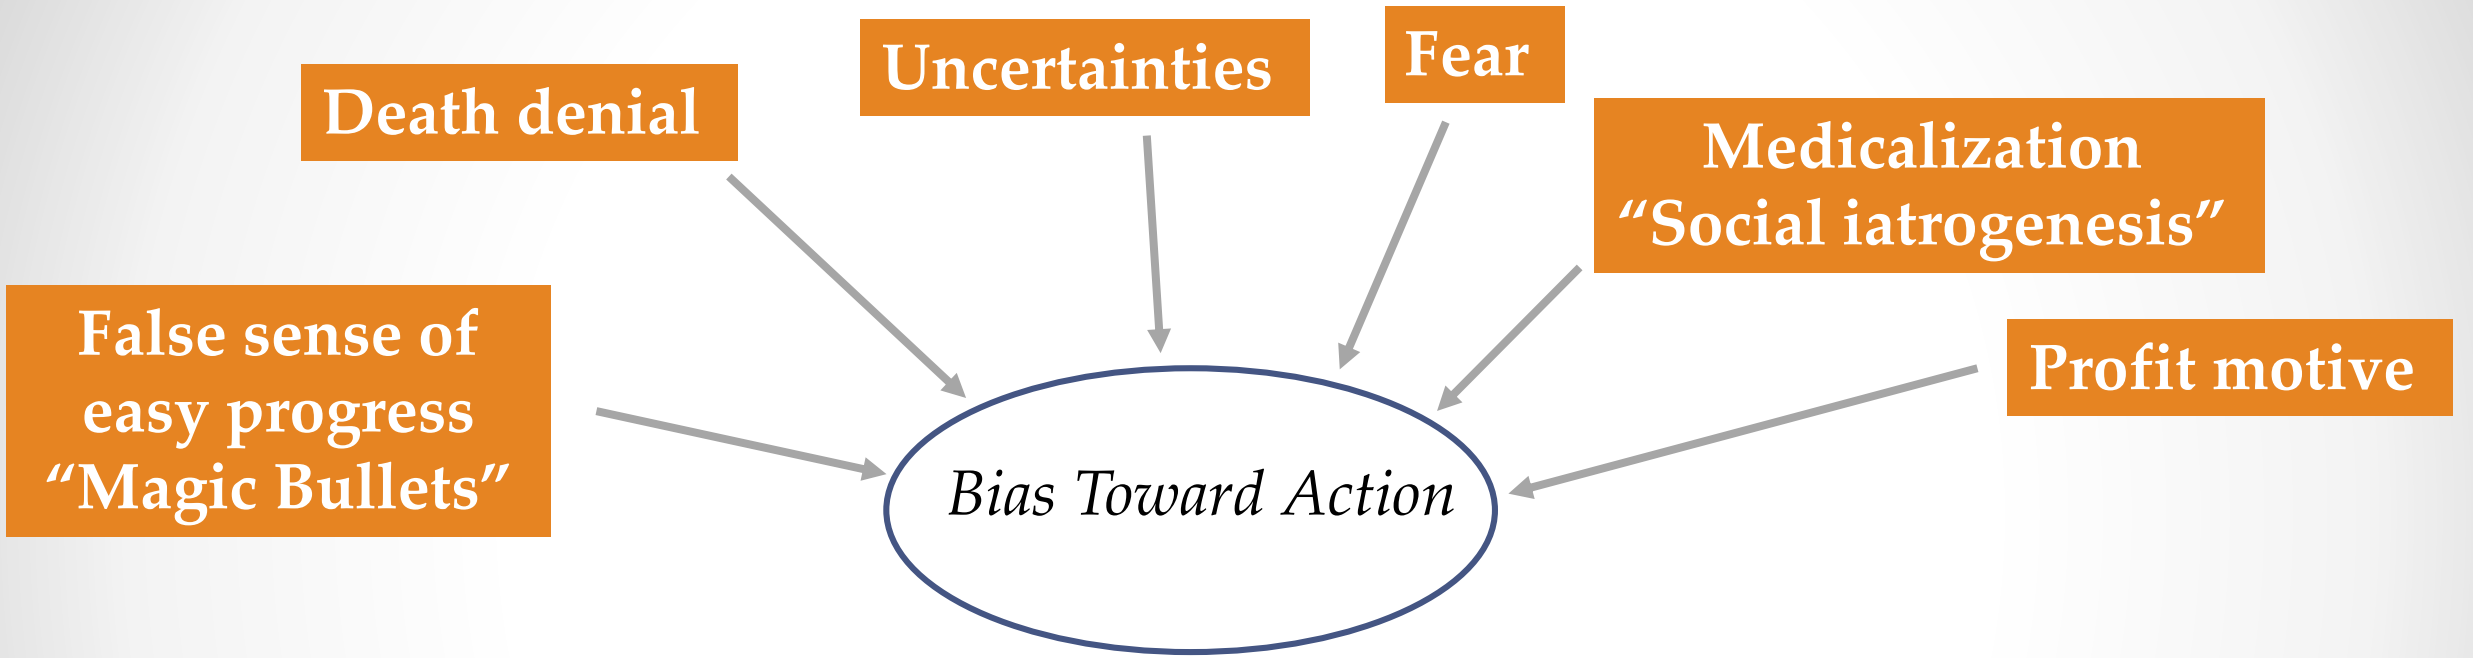 False sense of
easy progress
“Magic Bullets”
Death denial
Uncertainties
Fear
Medicalization
“Social iatrogenesis”
Profit motive
Bias Toward Action